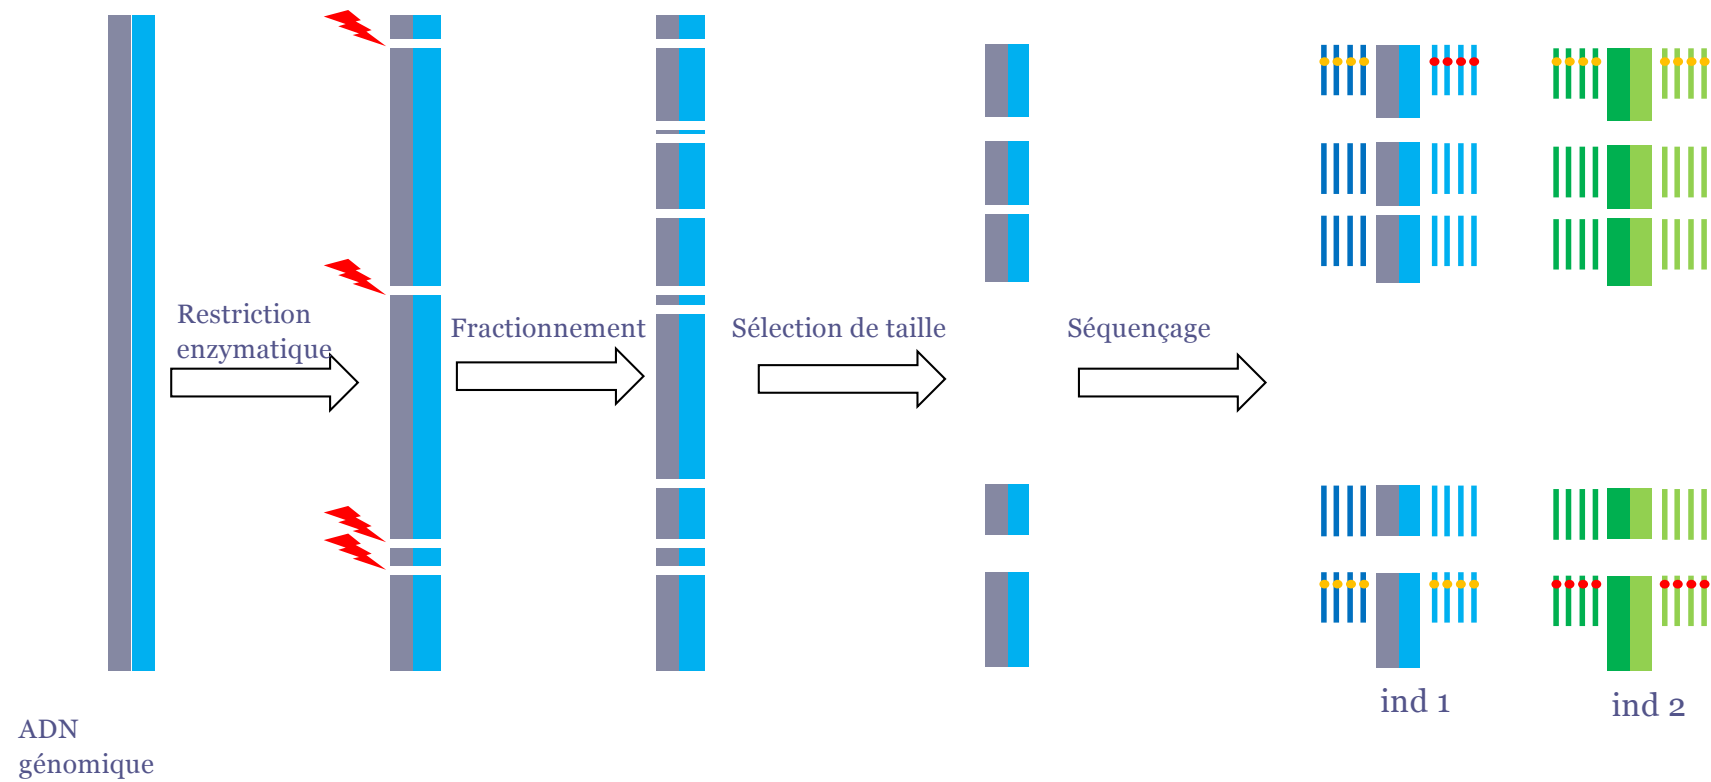 Restriction
enzymatique
Fractionnement
Sélection de taille
Séquençage
ind 1
ind 2
ADN
génomique